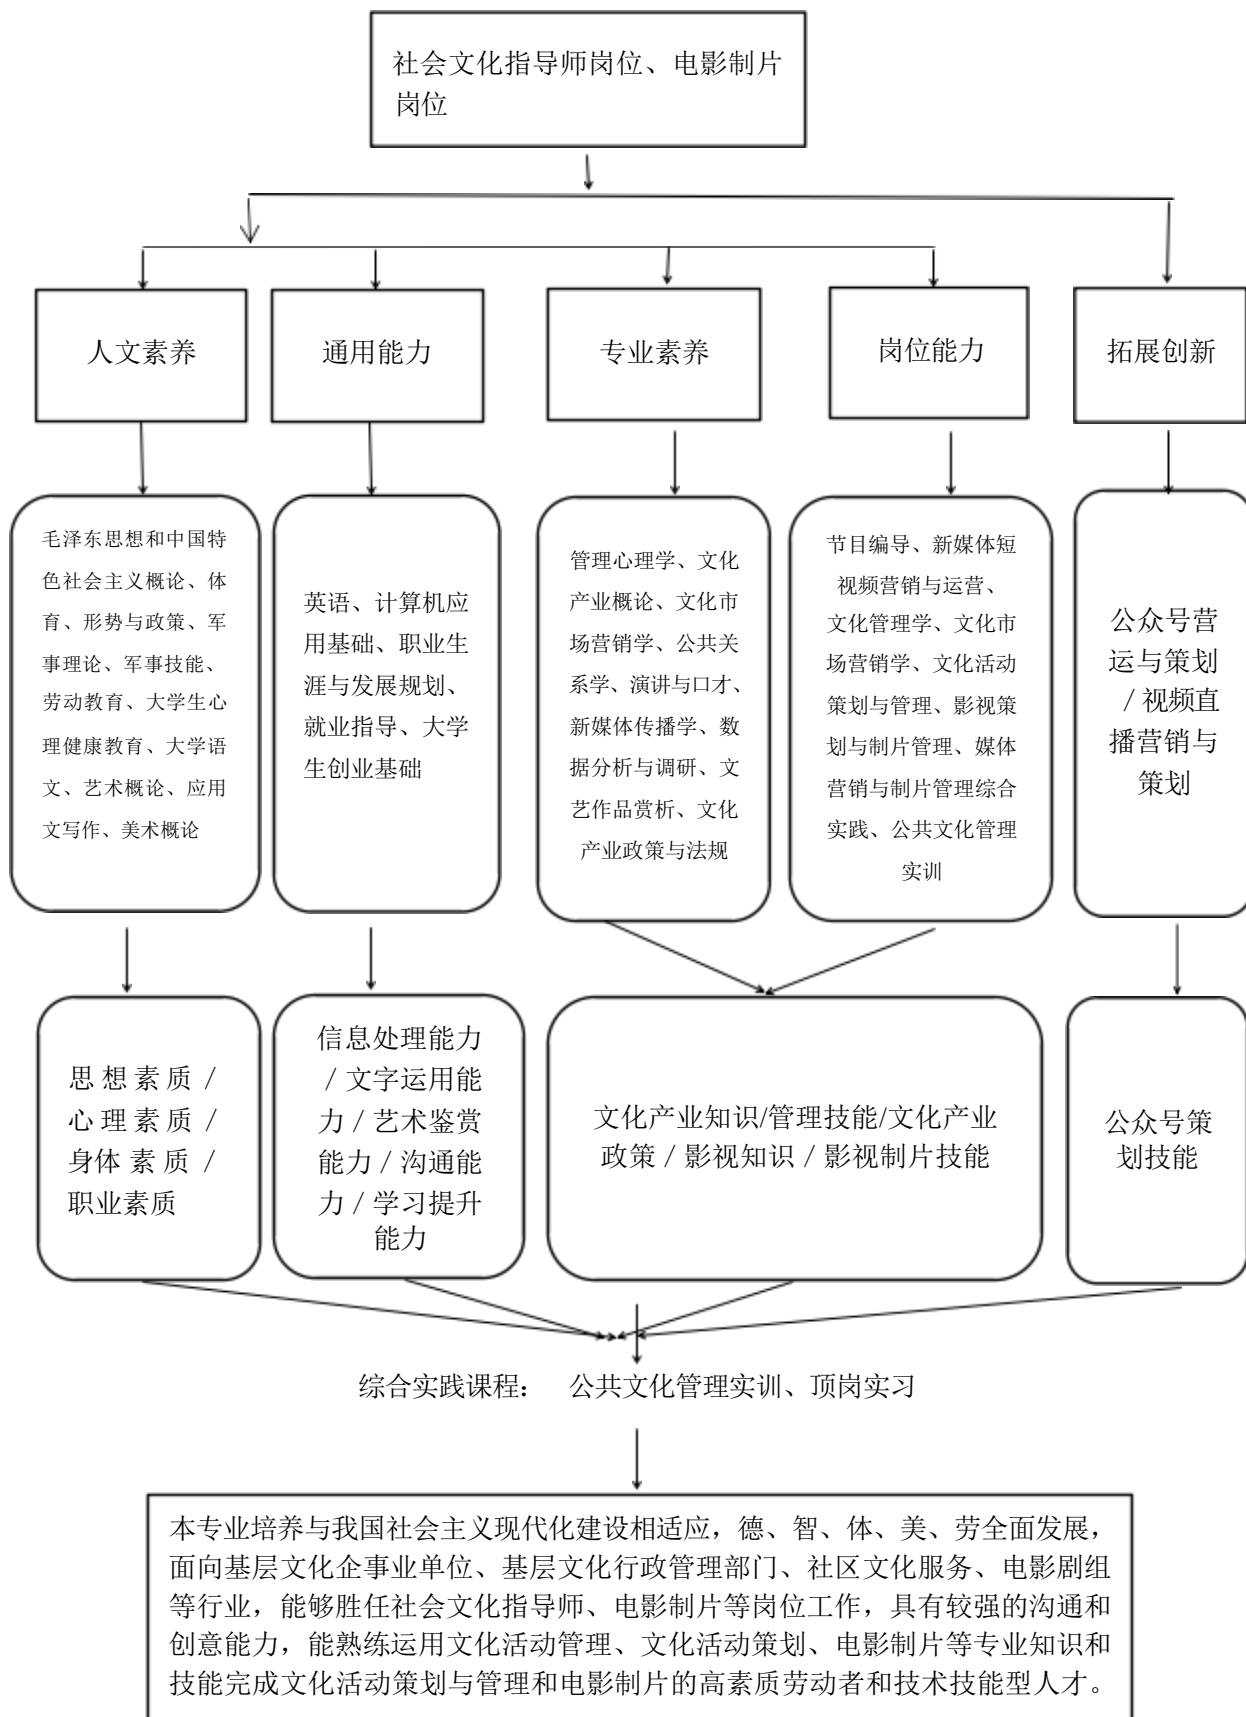 社会文化指导师岗位、电影制片
岗位
人文素养
通用能力
专业素养
岗位能力
拓展创新
毛泽东思想和中国特
色社会主义概论、体
育、形势与政策、军
事理论、军事技能、
劳动教育、大学生心
理健康教育、大学语
文、艺术概论、应用
文写作、美术概论
英语、计算机应
用基础、职业生
涯与发展规划、
就业指导、大学
生创业基础
管理心理学、文化
产业概论、文化市
场营销学、公共关
系学、演讲与口才、
新媒体传播学、数
据分析与调研、文
艺作品赏析、文化
产业政策与法规
节目编导、新媒体短
视频营销与运营、
文化管理学、文化市
场营销学、文化活动
策划与管理、影视策
划与制片管理、媒体
营销与制片管理综合
实践、公共文化管理
实训
公众号营
运与策划
/ 视频直
播营销与
策划
思想素质 /
心理素质 /
身体素质 /
职业素质
信息处理能力
/ 文字运用能
力 / 艺术鉴赏
能力 / 沟通能
力 / 学习提升
能力
文化产业知识/管理技能/文化产业
政策 / 影视知识 / 影视制片技能
公众号策
划技能
综合实践课程： 公共文化管理实训、顶岗实习
本专业培养与我国社会主义现代化建设相适应，德、智、体、美、劳全面发展，
面向基层文化企事业单位、基层文化行政管理部门、社区文化服务、电影剧组
等行业，能够胜任社会文化指导师、电影制片等岗位工作，具有较强的沟通和
创意能力，能熟练运用文化活动管理、文化活动策划、电影制片等专业知识和
技能完成文化活动策划与管理和电影制片的高素质劳动者和技术技能型人才。